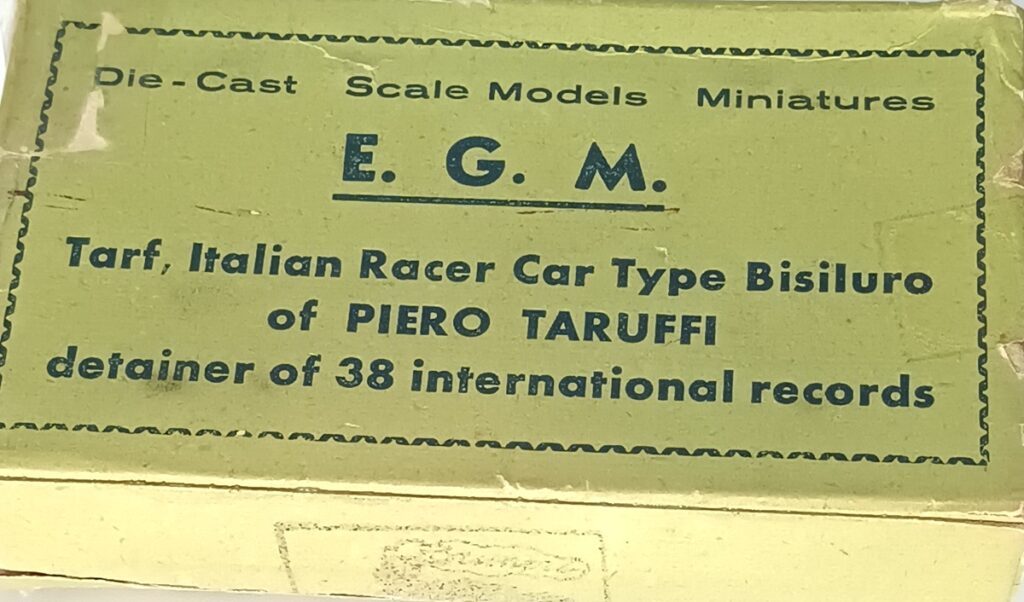 Die-Cast Scale Models Miniatures
E. G. M.
Tarf, Italian Racer Car Type Bisiluro
of PIERO TARUFFI
detainer of 38 international records